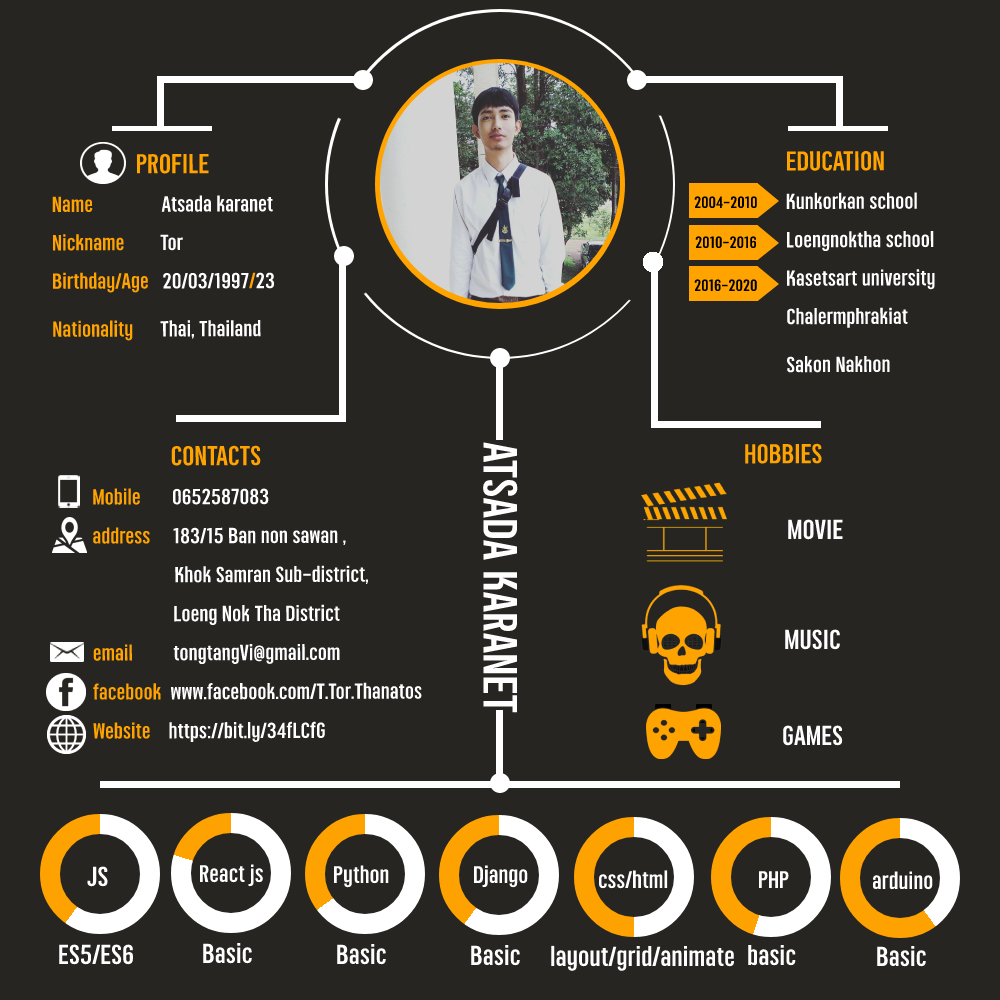 PROFILE
Name Atsada karanet
Nickname Tor
Birthday/Age 20/03/1997/23
Nationality Thai, Thailand
EDUCATION
2004-2010 Kunkorkan school
2010-2016 Loengnoktha school
2016-2020 Kasetsart university
Chalermphrakiat
Sakon Nakhon
CONTACTS
Mobile 0652587083
address 183/15 Ban non sawan ,
Khok Samran Sub-district,
Loeng Nok Tha District
email tongtangVi@gmail.com
facebook www.facebook.com/T.Tor.Thanatos
Website https://bit.ly/34fLCfG
ATSADA KARANET
HOBBIES
MOVIE
MUSIC
GAMES
JS
ES5/ES6
React js
Basic
Python
Basic
Django
Basic
css/html
layout/grid/animate
PHP
basic
arduino
Basic